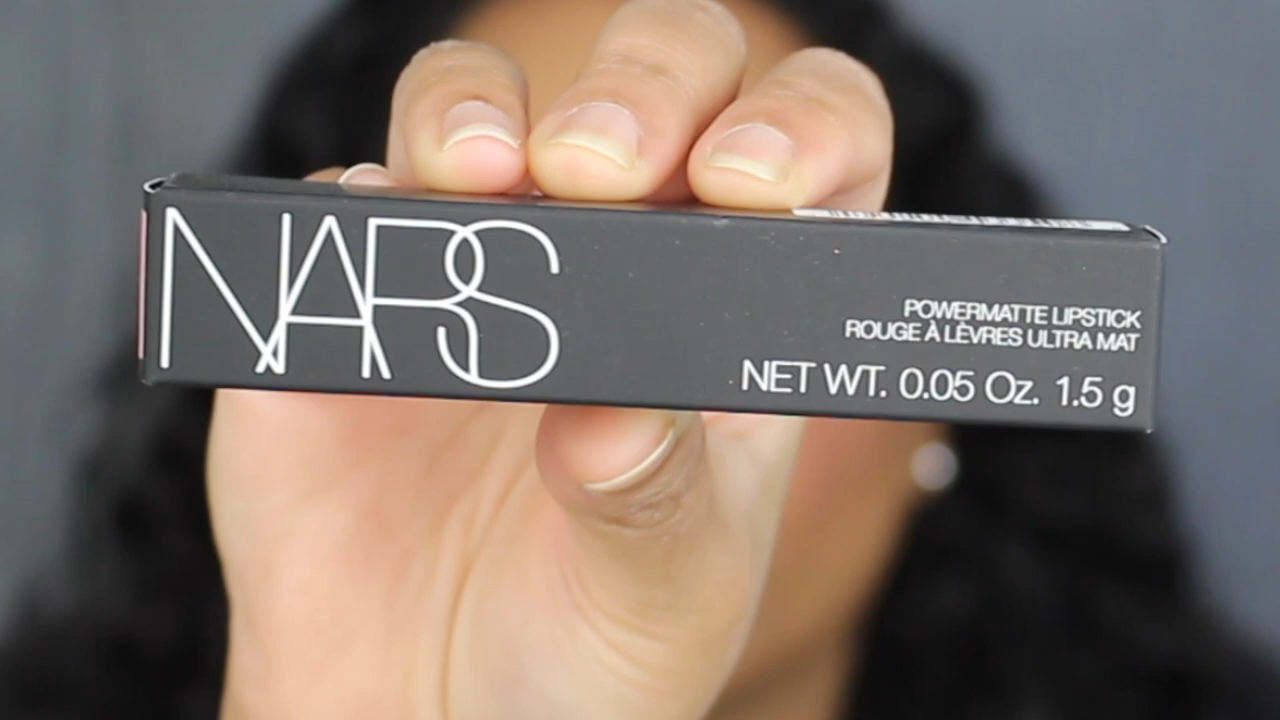 NARS
POWERMATTE LIPSTICK
ROUGE À LÈVRES ULTRA MAT
NET WT. 0.05 Oz. 1.5 g